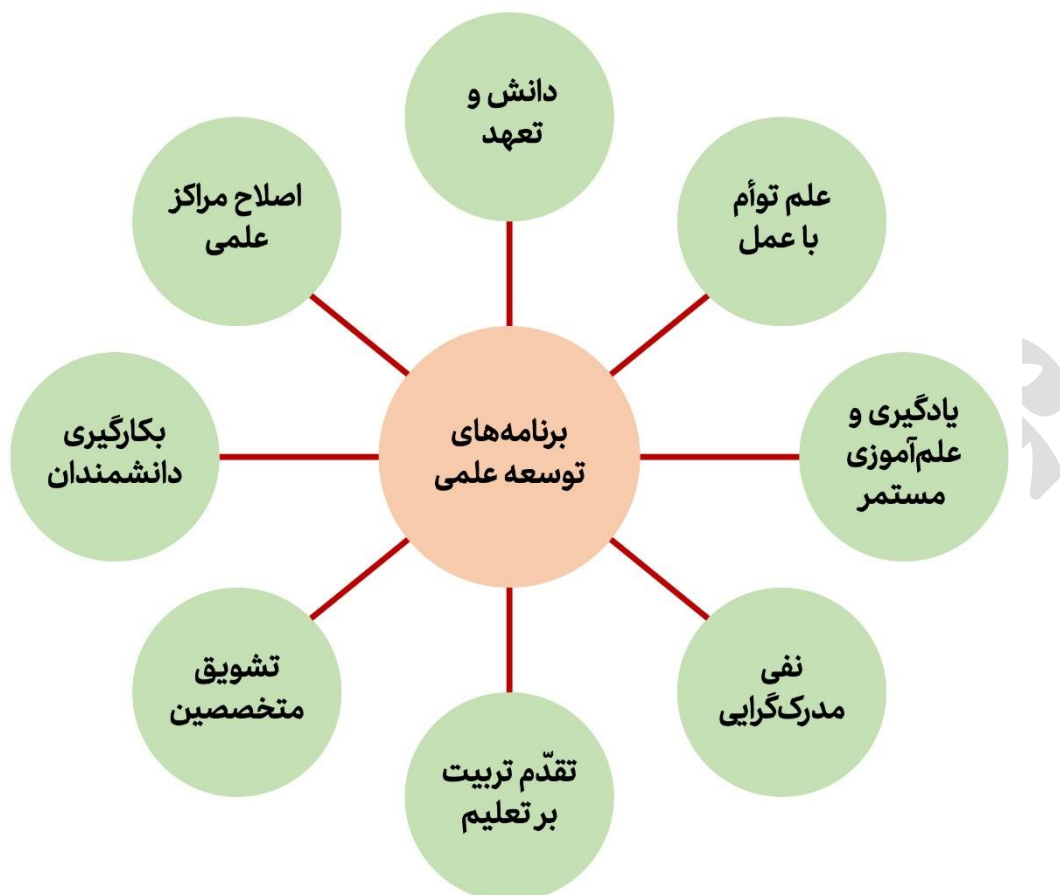 دانش و
تعهد
علم توأم
با عمل
یادگیری و
علم‌آموزی
مستمر
نفی
مدرک‌گرایی
تقدّم تربیت
بر تعلیم
تشویق
متخصصین
بکارگیری
دانشمندان
اصلاح مراکز
علمی
برنامه‌های
توسعه علمی